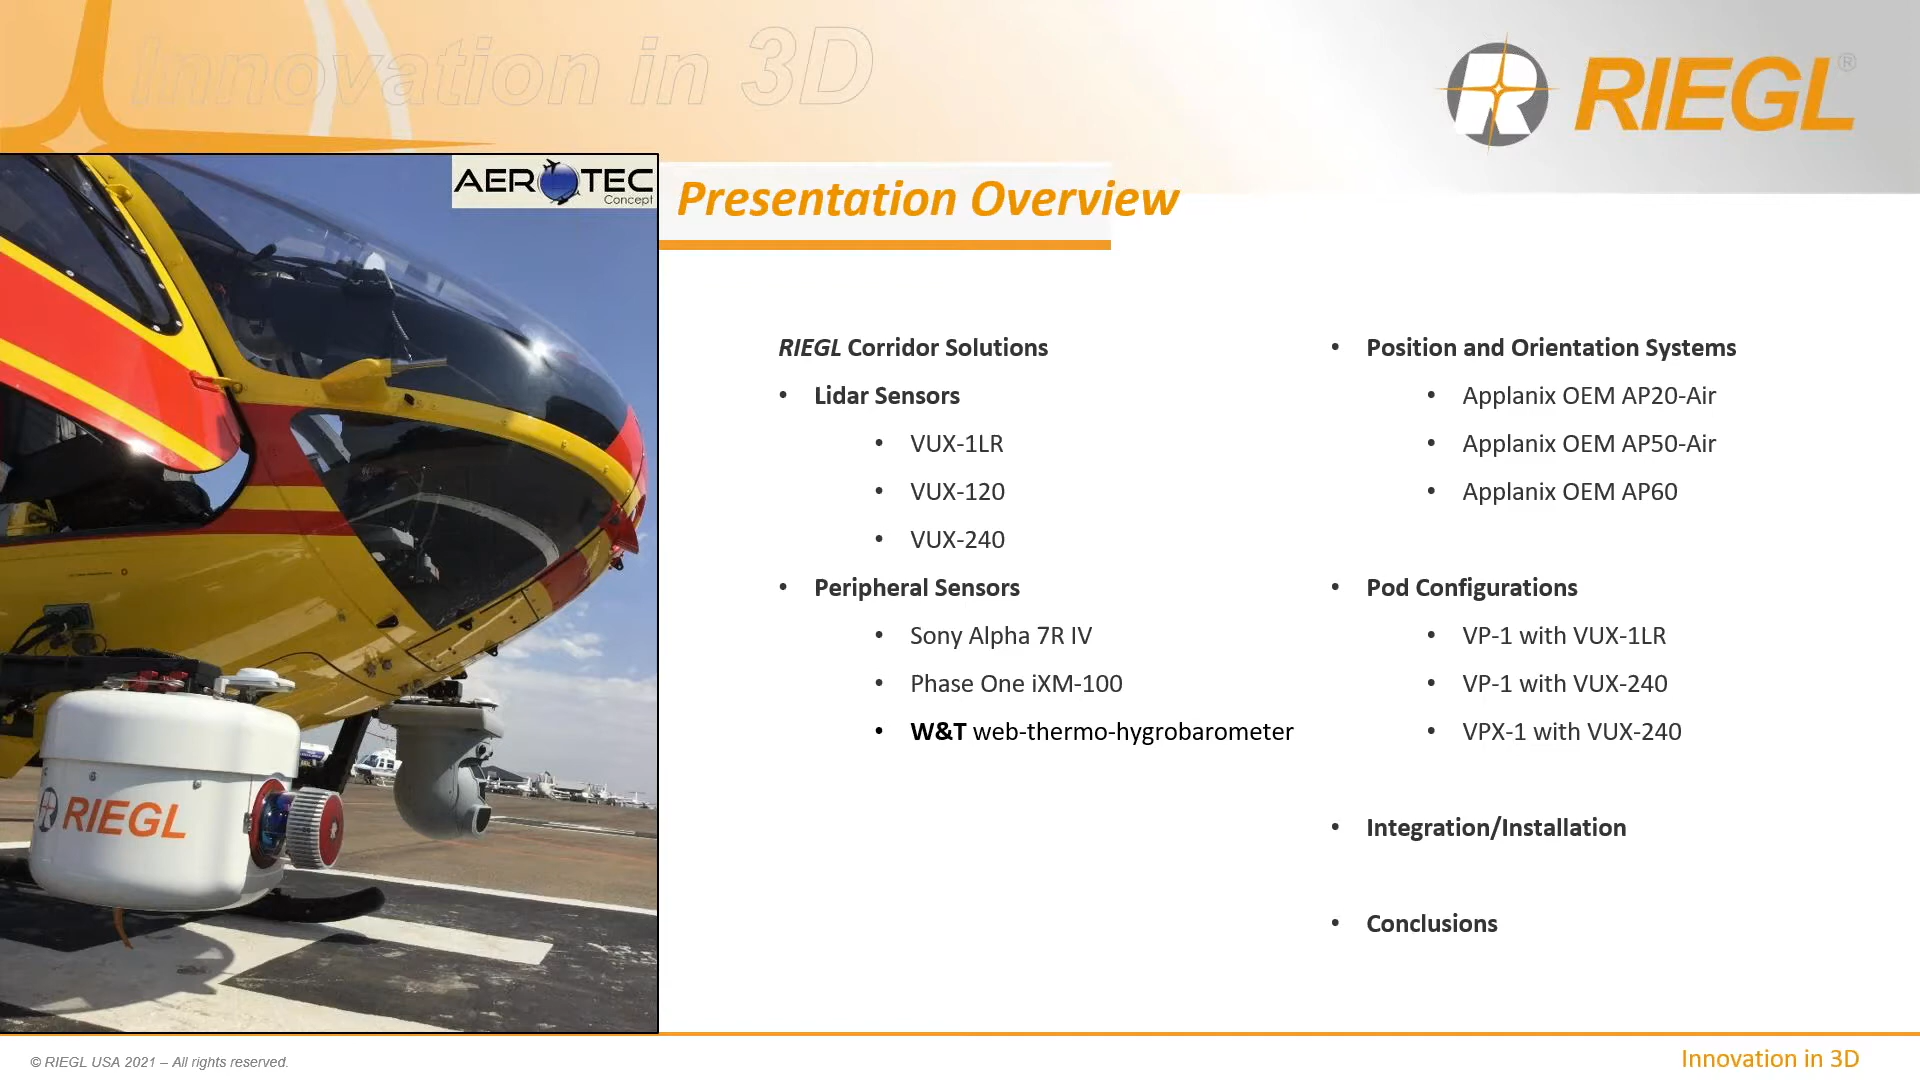 Innovation in 3D
RIEGL®
AEROTEC
Concept
Presentation Overview
RIEGL Corridor Solutions
• Lidar Sensors
• VUX-1LR
• VUX-120
• VUX-240
• Peripheral Sensors
• Sony Alpha 7R IV
• Phase One iXM-100
• W&T web-thermo-hygrobarometer
• Position and Orientation Systems
• Applanix OEM AP20-Air
• Applanix OEM AP50-Air
• Applanix OEM AP60
• Pod Configurations
• VP-1 with VUX-1LR
• VP-1 with VUX-240
• VPX-1 with VUX-240
• Integration/Installation
• Conclusions
RIEGL
© RIEGL USA 2021 – All rights reserved.
Innovation in 3D